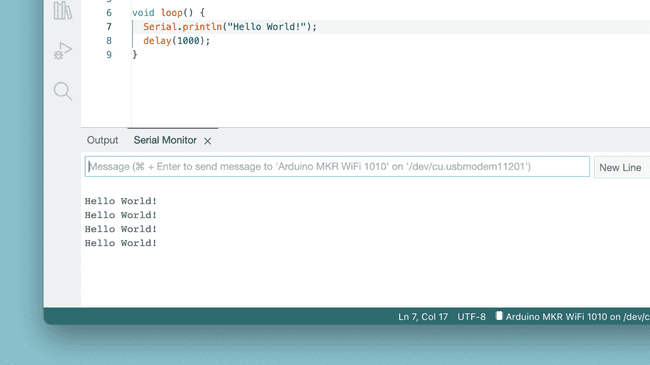 6 void loop() {
7 Serial.println("Hello World!");
8 delay(1000);
9 }
Output Serial Monitor
Message (⌘ + Enter to send message to 'Arduino MKR WiFi 1010' on '/dev/cu.usbmodem11201')
New Line
Hello World!
Hello World!
Hello World!
Hello World!
Ln 7, Col 17 UTF-8 Arduino MKR WiFi 1010 on /dev/c